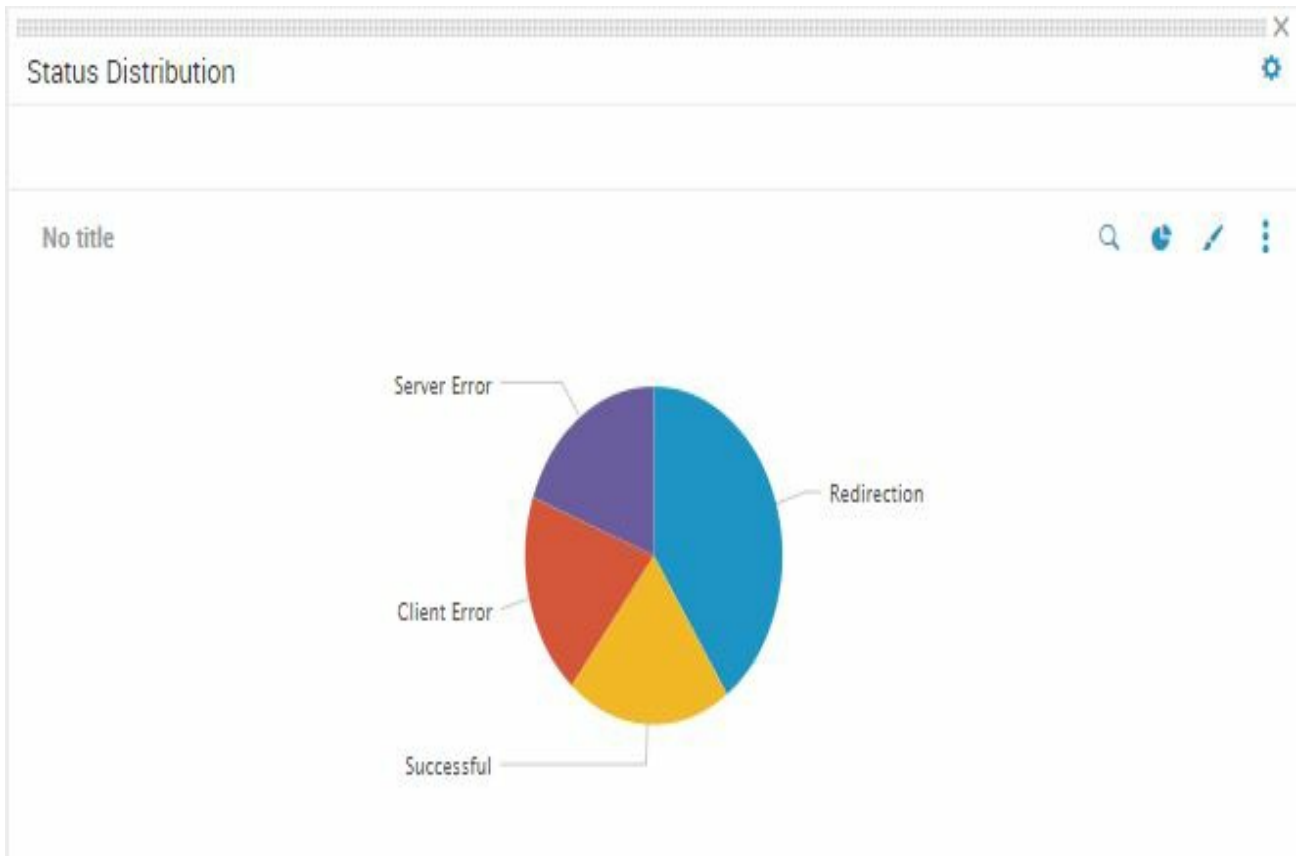 Status Distribution
No title
Server Error
Redirection
Client Error
Successful